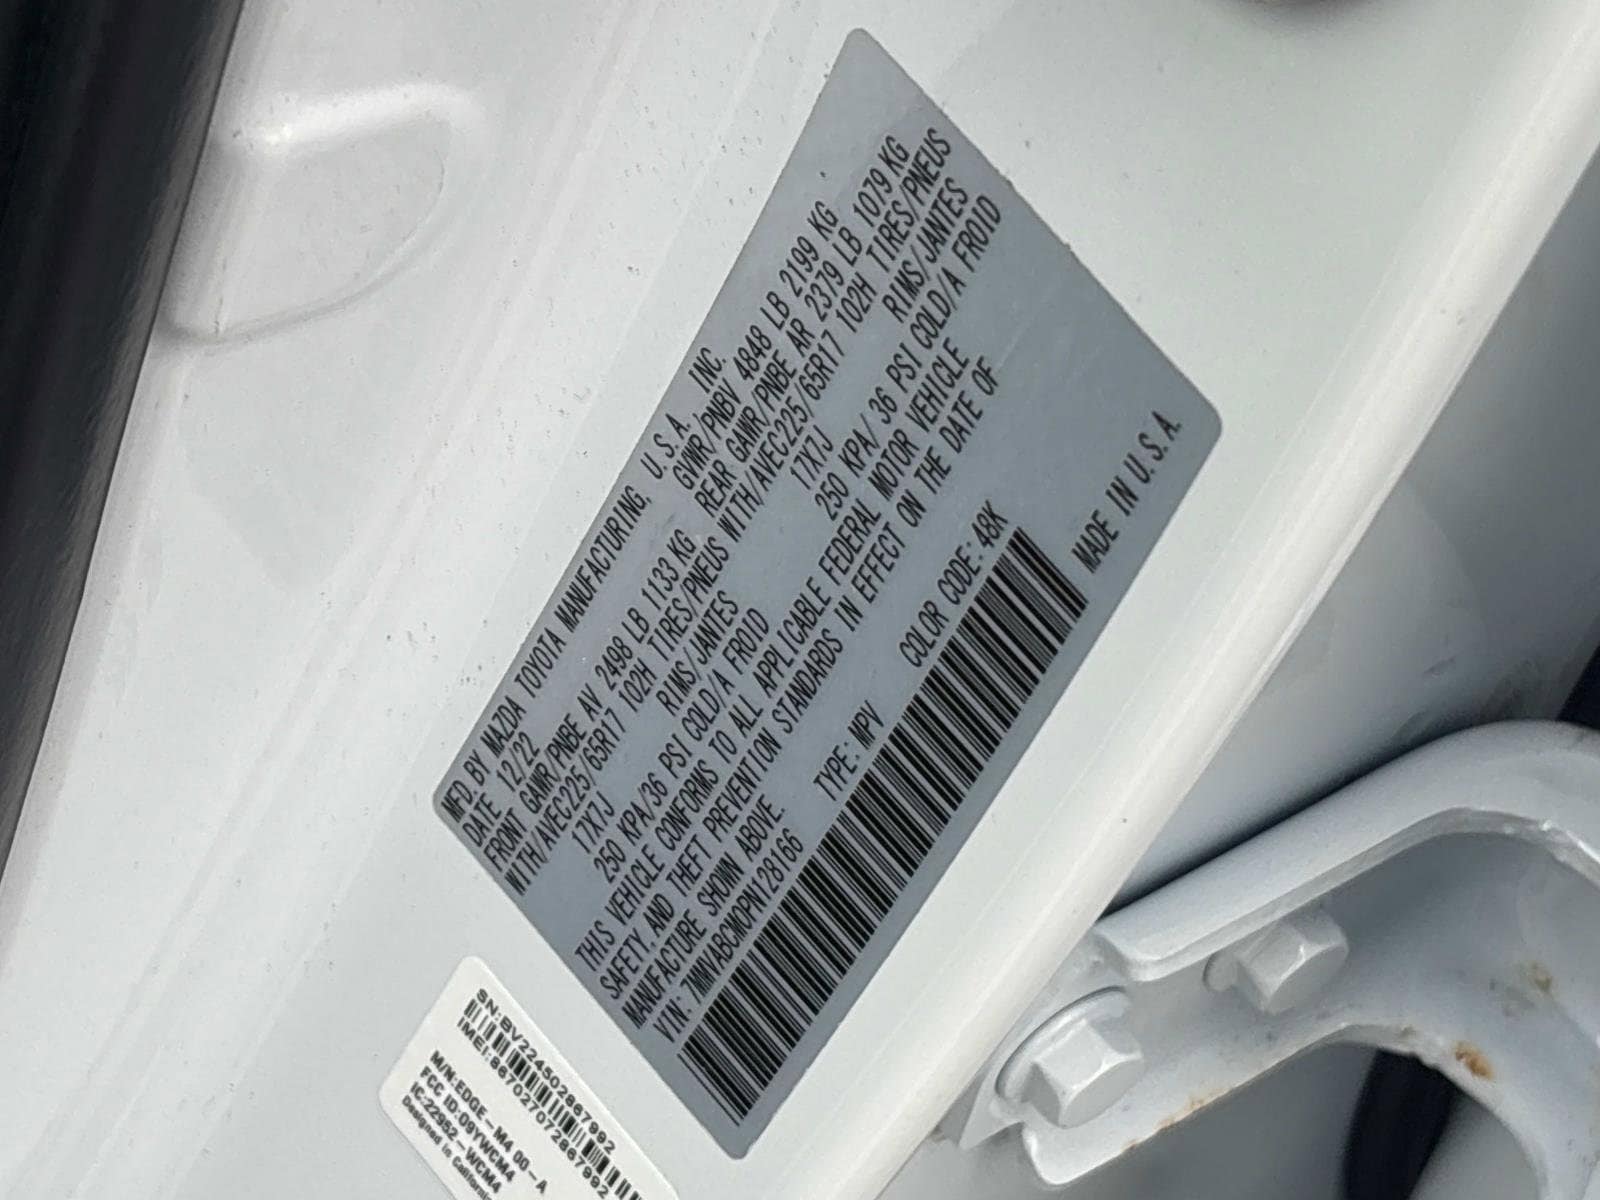 MFD. BY MAZDA TOYOTA MANUFACTURING, U.S.A., INC.
DATE 12/22 GVWR/PNBV 4848 LB 2199 KG
FRONT GAWR/PNBE AV 2498 LB 1133 KG REAR GAWR/PNBE AR 2379 LB 1079 KG
WITH/AVEC225/65R17 102H TIRES/PNEUS WITH/AVEC225/65R17 102H TIRES/PNEUS
17X7J RIMS/JANTES 17X7J RIMS/JANTES
250 KPA/36 PSI COLD/A FROID 250 KPA/36 PSI COLD/A FROID
THIS VEHICLE CONFORMS TO ALL APPLICABLE FEDERAL MOTOR VEHICLE
SAFETY, AND THEFT PREVENTION STANDARDS IN EFFECT ON THE DATE OF
MANUFACTURE SHOWN ABOVE.
VIN: 7MMVABCM0PN128166 TYPE: MPV COLOR CODE: 48K
MADE IN U.S.A.
SN:BV224502867992
IMEI:867027072867992
M/N:EDGE-M4 00-A
FCC ID:O9YWCM4
IC:22952-WCM4
Designed in California